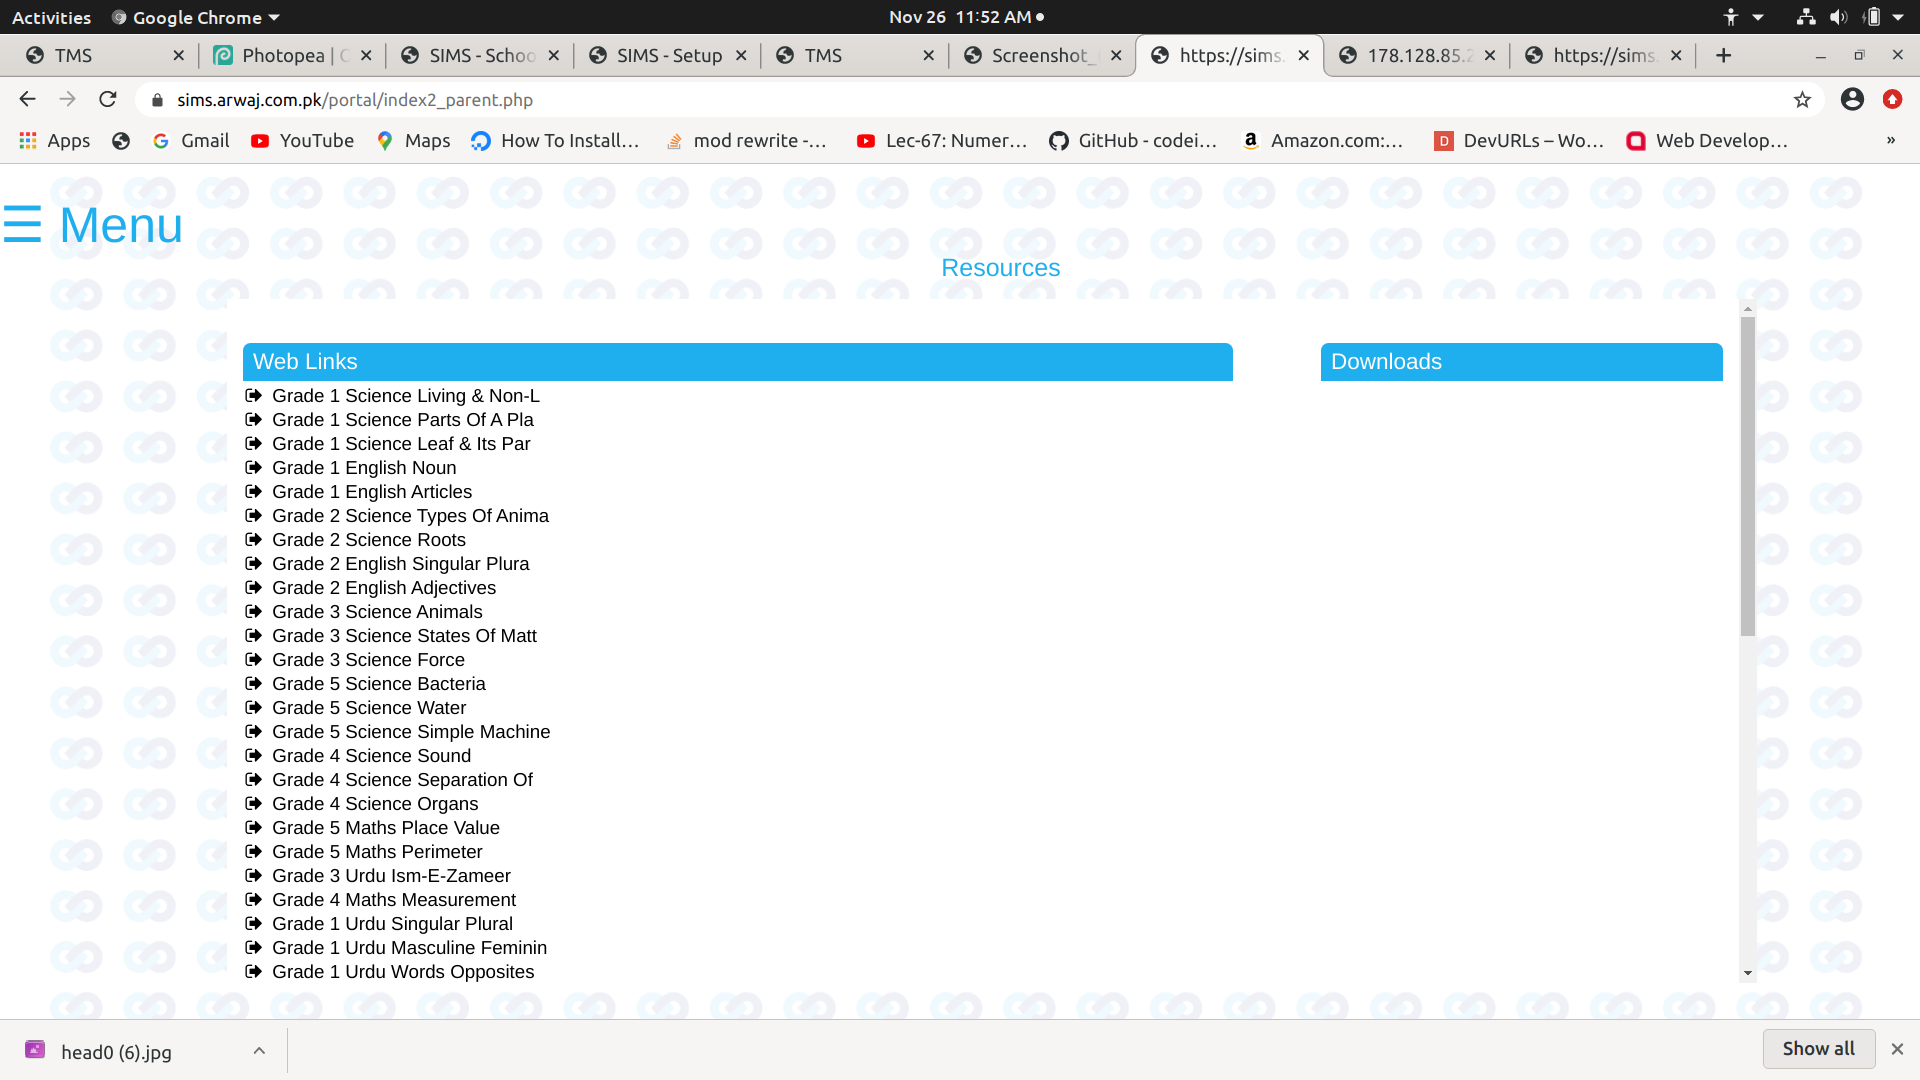 Activities Google Chrome Nov 26 11:52 AM
TMS Photopea | SIMS - Schoo SIMS - Setup TMS Screenshot_ https://sims. 178.128.85.2 https://sims.
sims.arwaj.com.pk/portal/index2_parent.php
Apps Gmail YouTube Maps How To Install… mod rewrite -… Lec-67: Numer… GitHub - codei… Amazon.com:… DevURLs – Wo… Web Develop… »
☰ Menu
Resources
Web Links
Downloads
Grade 1 Science Living & Non-L
Grade 1 Science Parts Of A Pla
Grade 1 Science Leaf & Its Par
Grade 1 English Noun
Grade 1 English Articles
Grade 2 Science Types Of Anima
Grade 2 Science Roots
Grade 2 English Singular Plura
Grade 2 English Adjectives
Grade 3 Science Animals
Grade 3 Science States Of Matt
Grade 3 Science Force
Grade 5 Science Bacteria
Grade 5 Science Water
Grade 5 Science Simple Machine
Grade 4 Science Sound
Grade 4 Science Separation Of
Grade 4 Science Organs
Grade 5 Maths Place Value
Grade 5 Maths Perimeter
Grade 3 Urdu Ism-E-Zameer
Grade 4 Maths Measurement
Grade 1 Urdu Singular Plural
Grade 1 Urdu Masculine Feminin
Grade 1 Urdu Words Opposites
head0 (6).jpg
Show all